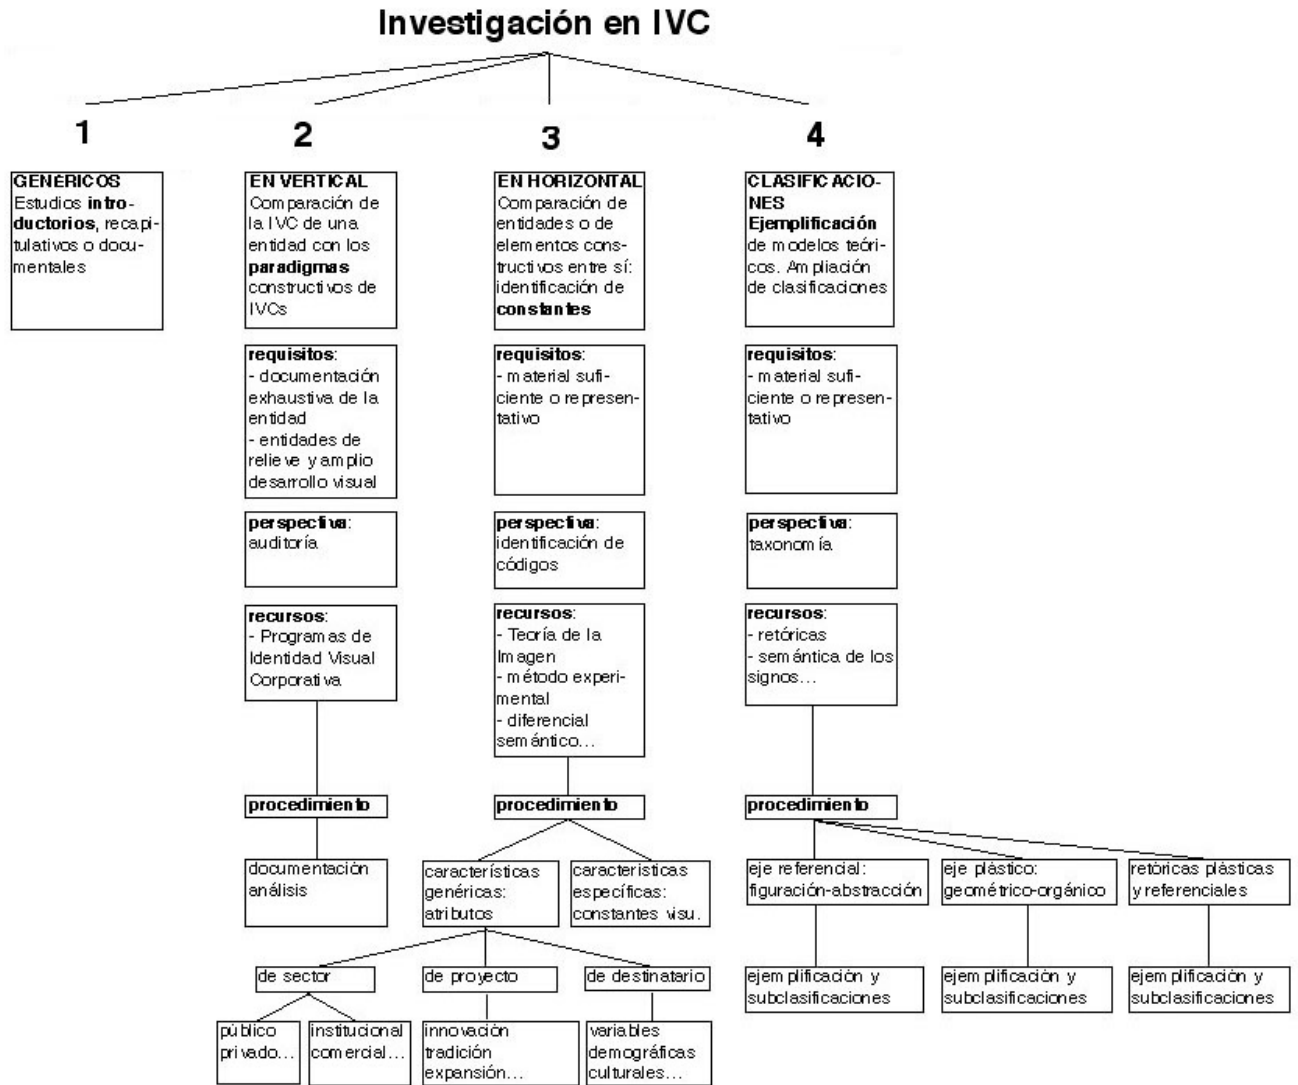 Investigación en IVC
1
2
3
4
GENÉRICOS
Estudios intro-
ductorios, recapi-
tulativos o docu-
mentales
EN VERTICAL
Comparación de
la IVC de una
entidad con los
paradigmas
constructivos de
IVCs
EN HORIZONTAL
Comparación de
entidades o de
elementos cons-
tructivos entre sí:
identificación de
constantes
CLASIFICACIO-
NES
Ejemplificación
de modelos teóri-
cos. Ampliación
de clasificaciones
requisitos:
- documentación
exhaustiva de la
entidad
- entidades de
relieve y amplio
desarrollo visual
requisitos:
- material sufi-
ciente o represen-
tativo
requisitos:
- material sufi-
ciente o represen-
tativo
perspectiva:
auditoría
perspectiva:
identificación de
códigos
perspectiva:
taxonomía
recursos:
- Programas de
Identidad Visual
Corporativa
recursos:
- Teoría de la
Imagen
- método experi-
mental
- diferencial
semántico...
recursos:
- retóricas
- semántica de los
signos...
procedimiento
procedimiento
procedimiento
documentación
análisis
características
genéricas:
atributos
características
específicas:
constantes visu.
eje referencial:
figuración-abstracción
eje plástico:
geométrico-orgánico
retóricas plásticas
y referenciales
de sector
de proyecto
de destinatario
ejemplificación y
subclasificaciones
ejemplificación y
subclasificaciones
ejemplificación y
subclasificaciones
público
privado...
institucional
comercial...
innovación
tradición
expansión...
variables
demográficas
culturales...